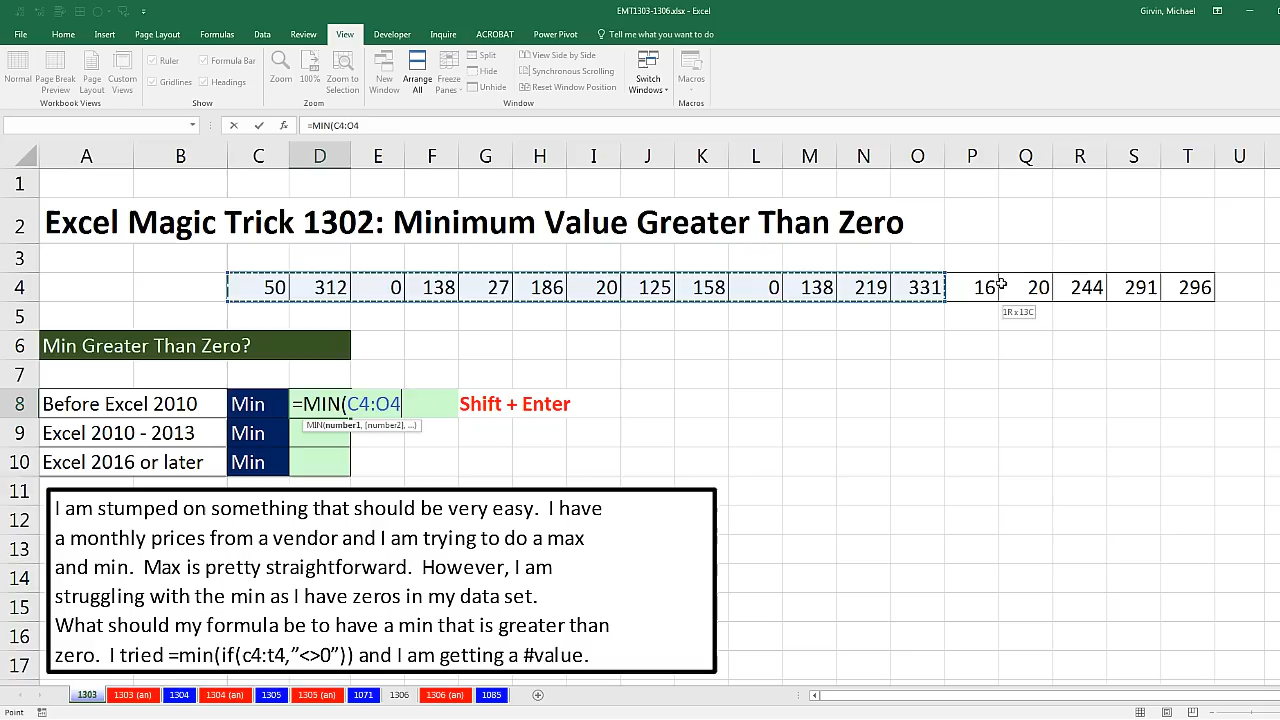 EMT1303-1306.xlsx - Excel
Girvin, Michael
File Home Insert Page Layout Formulas Data Review View Developer Inquire ACROBAT Power Pivot Tell me what you want to do
Normal Page Break Preview Page Layout Custom Views
Workbook Views
Ruler Formula Bar
Gridlines Headings
Show
Zoom 100% Zoom to Selection
Zoom
New Window Arrange All Freeze Panes
Split
Hide
Unhide
View Side by Side
Synchronous Scrolling
Reset Window Position
Switch Windows
Window
Macros
Macros
fx =MIN(C4:O4
A B C D E F G H I J K L M N O P Q R S T U
1
2 Excel Magic Trick 1302: Minimum Value Greater Than Zero
3
4 50 312 0 138 27 186 20 125 158 0 138 219 331 16 20 244 291 296
1R x 13C
5
6 Min Greater Than Zero?
7
8 Before Excel 2010 Min =MIN(C4:O4 Shift + Enter
MIN(number1, [number2], ...)
9 Excel 2010 - 2013 Min
10 Excel 2016 or later Min
11
12
13
14
15
16
17
I am stumped on something that should be very easy. I have
a monthly prices from a vendor and I am trying to do a max
and min. Max is pretty straightforward. However, I am
struggling with the min as I have zeros in my data set.
What should my formula be to have a min that is greater than
zero. I tried =min(if(c4:t4,”<>0”)) and I am getting a #value.
1303 1303 (an) 1304 1304 (an) 1305 1305 (an) 1071 1306 1306 (an) 1085
Point